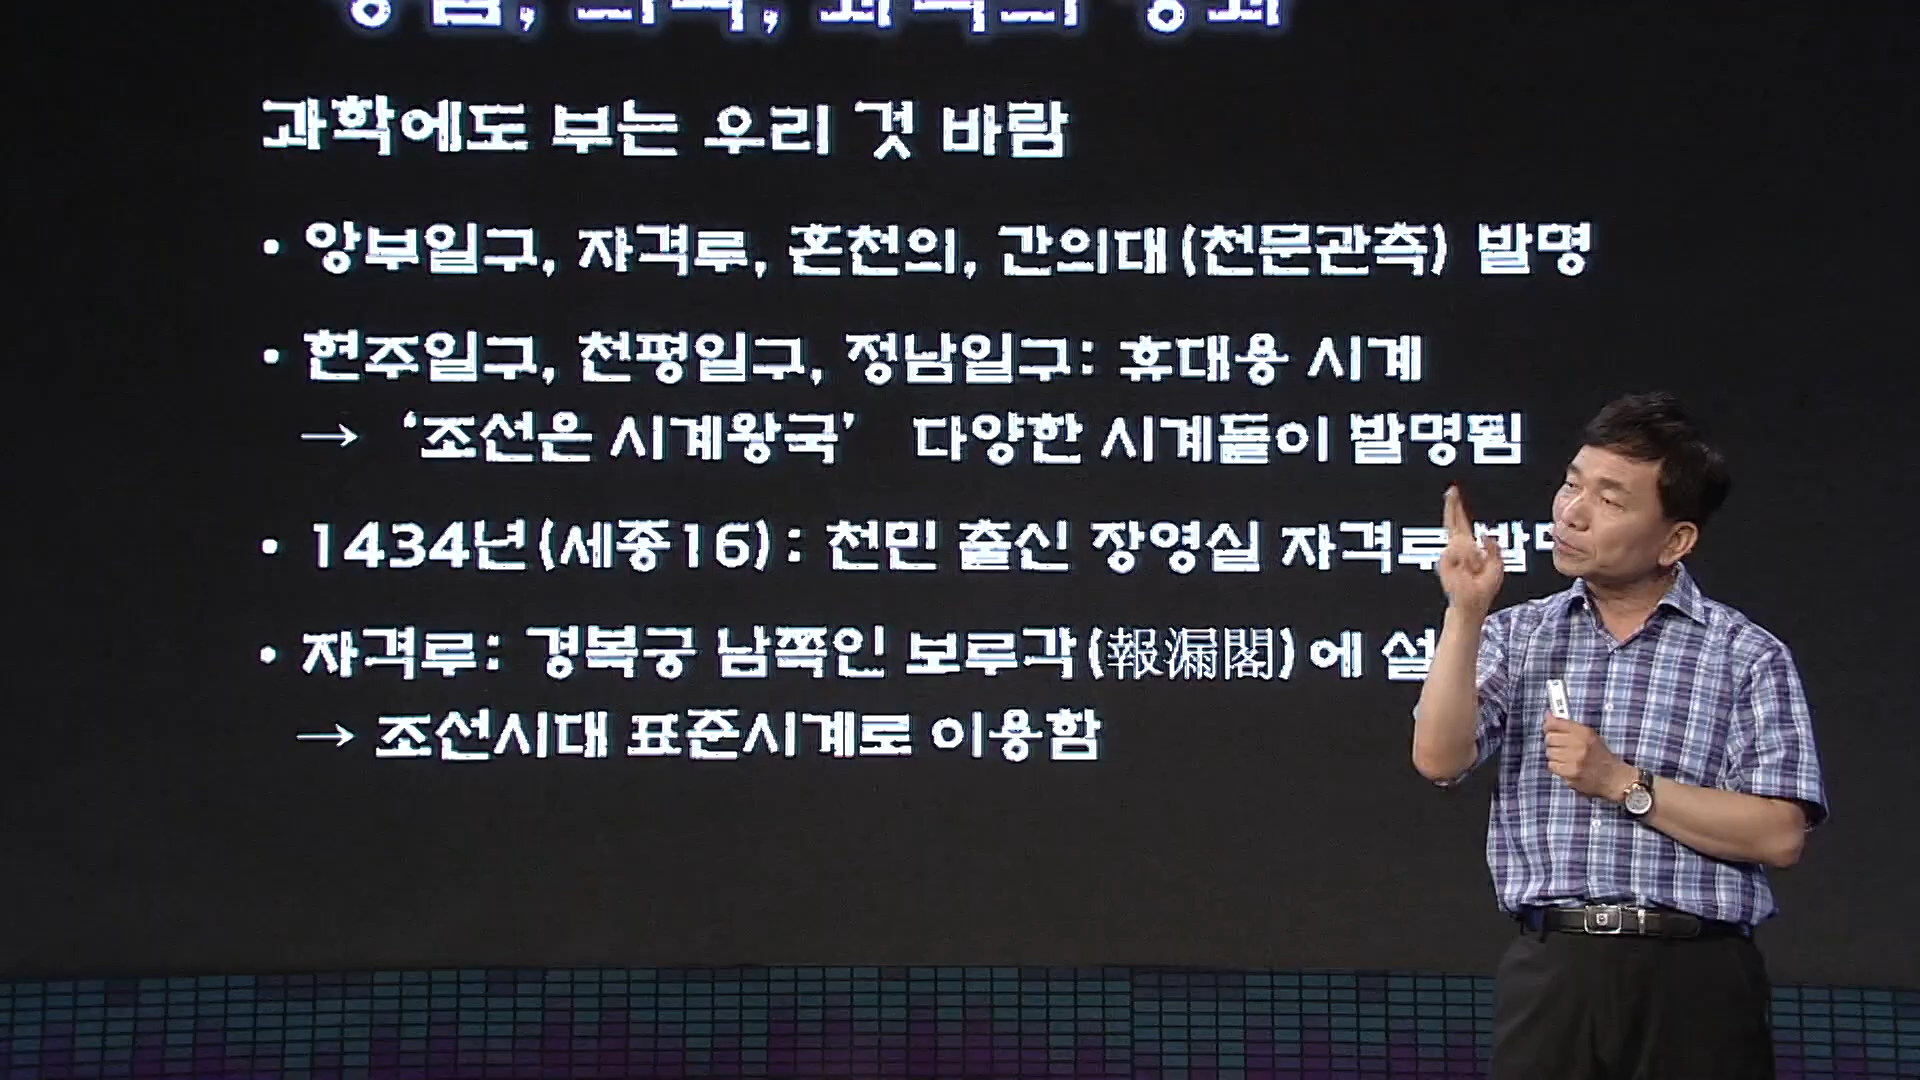 과학에도 부는 우리 것 바람
• 앙부일구, 자격루, 혼천의, 간의대(천문관측) 발명
• 현주일구, 천평일구, 정남일구: 휴대용 시계
→ ‘조선은 시계왕국’ 다양한 시계들이 발명됨
• 1434년(세종16): 천민 출신 장영실 자격루
• 자격루: 경복궁 남쪽인 보루각(報漏閣)에
→ 조선시대 표준시계로 이용함